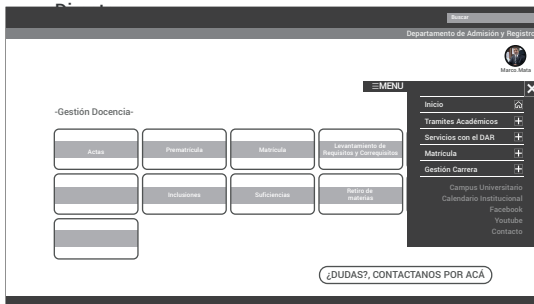 Buscar
Departamento de Admisión y Registro
Marco.Mata
≡MENU
X
-Gestión Docencia-
Inicio
Tramites Académicos
Servicios con el DAR
Matrícula
Gestión Carrera
Actas
Prematrícula
Matrícula
Levantamiento de
Requisitos y Correquisitos
Inclusiones
Suficiencias
Retiro de
materias
Campus Universitario
Calendario Institucional
Facebook
Youtube
Contacto
¿DUDAS?, CONTACTANOS POR ACÁ